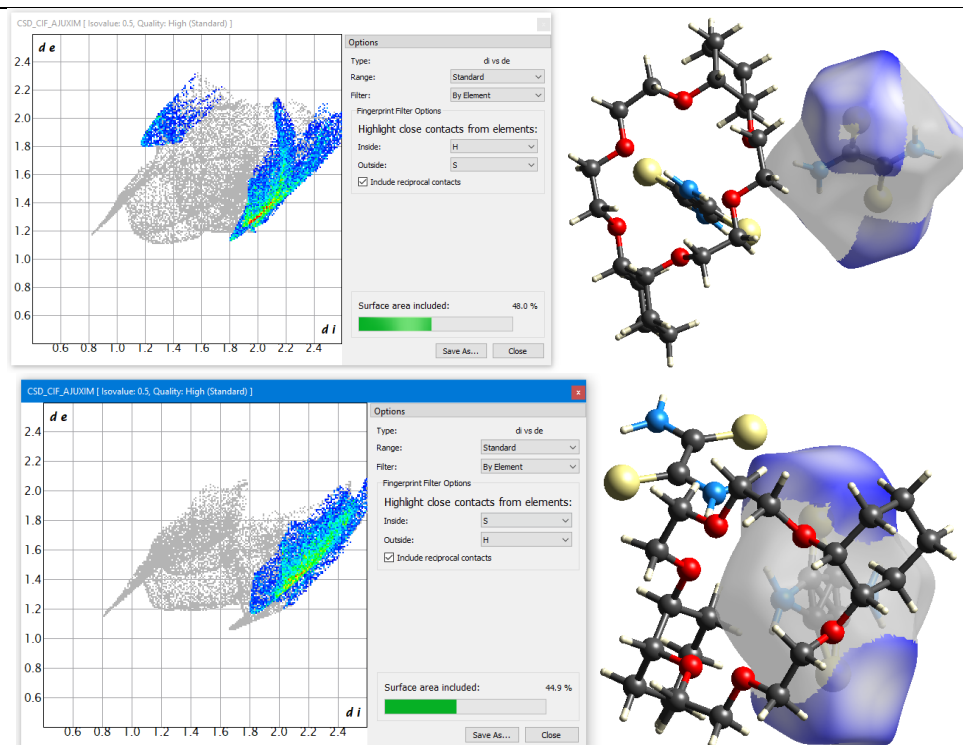 CSD_CIF_AJUXIM [ Isovalue: 0.5, Quality: High (Standard) ]
d e
2.4
2.2
2.0
1.8
1.6
1.4
1.2
1.0
0.8
0.6
d i
0.6 0.8 1.0 1.2 1.4 1.6 1.8 2.0 2.2 2.4
Options
Type: di vs de
Range: Standard
Filter: By Element
Fingerprint Filter Options
Highlight close contacts from elements:
Inside: H
Outside: S
Include reciprocal contacts
Surface area included: 48.0 %
Save As... Close
CSD_CIF_AJUXIM [ Isovalue: 0.5, Quality: High (Standard) ]
x
d e
2.4
2.2
2.0
1.8
1.6
1.4
1.2
1.0
0.8
0.6
d i
0.6 0.8 1.0 1.2 1.4 1.6 1.8 2.0 2.2 2.4
Options
Type: di vs de
Range: Standard
Filter: By Element
Fingerprint Filter Options
Highlight close contacts from elements:
Inside: S
Outside: H
Include reciprocal contacts
Surface area included: 44.9 %
Save As... Close